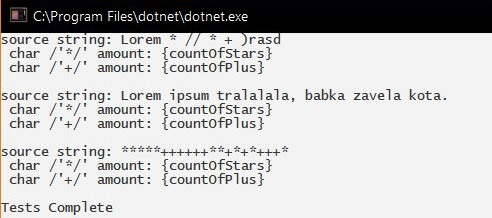 C:\Program Files\dotnet\dotnet.exe
source string: Lorem * // * + )rasd
 char /'*/' amount: {countOfStars}
 char /'+/' amount: {countOfPlus}
source string: Lorem ipsum tralalala, babka zavela kota.
 char /'*/' amount: {countOfStars}
 char /'+/' amount: {countOfPlus}
source string: *****++++++**+*+*+++*
 char /'*/' amount: {countOfStars}
 char /'+/' amount: {countOfPlus}
Tests Complete